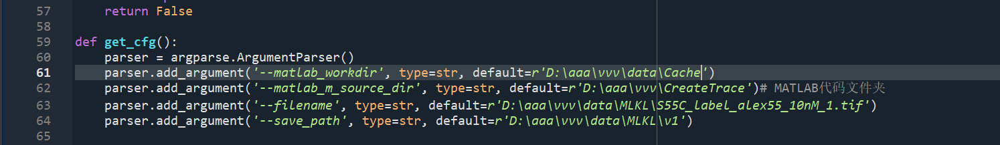 57 return False
58
59 def get_cfg():
60 parser = argparse.ArgumentParser()
61 parser.add_argument('--matlab_workdir', type=str, default=r'D:\aaa\vvv\data\Cache')
62 parser.add_argument('--matlab_m_source_dir', type=str, default=r'D:\aaa\vvv\CreateTrace')# MATLAB代码文件夹
63 parser.add_argument('--filename', type=str, default=r'D:\aaa\vvv\data\MLKL\S55C_label_alex55_10nM_1.tif')
64 parser.add_argument('--save_path', type=str, default=r'D:\aaa\vvv\data\MLKL\v1')
65